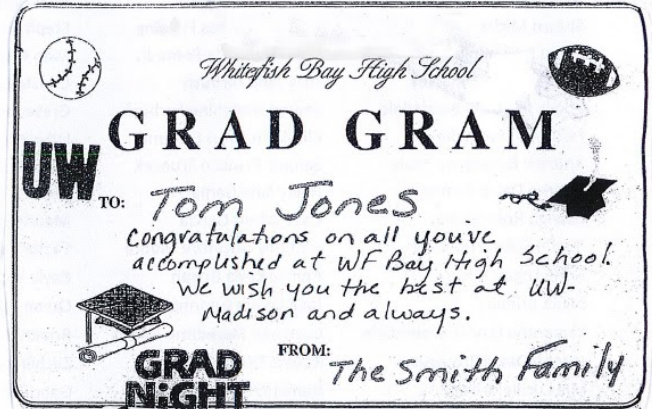 Whitefish Bay High School
GRAD GRAM
UW
TO: Tom Jones
Congratulations on all you've
accomplished at WF Bay High School.
We wish you the best at UW-
Madison and always.
GRAD
NiGHT
FROM: The Smith Family